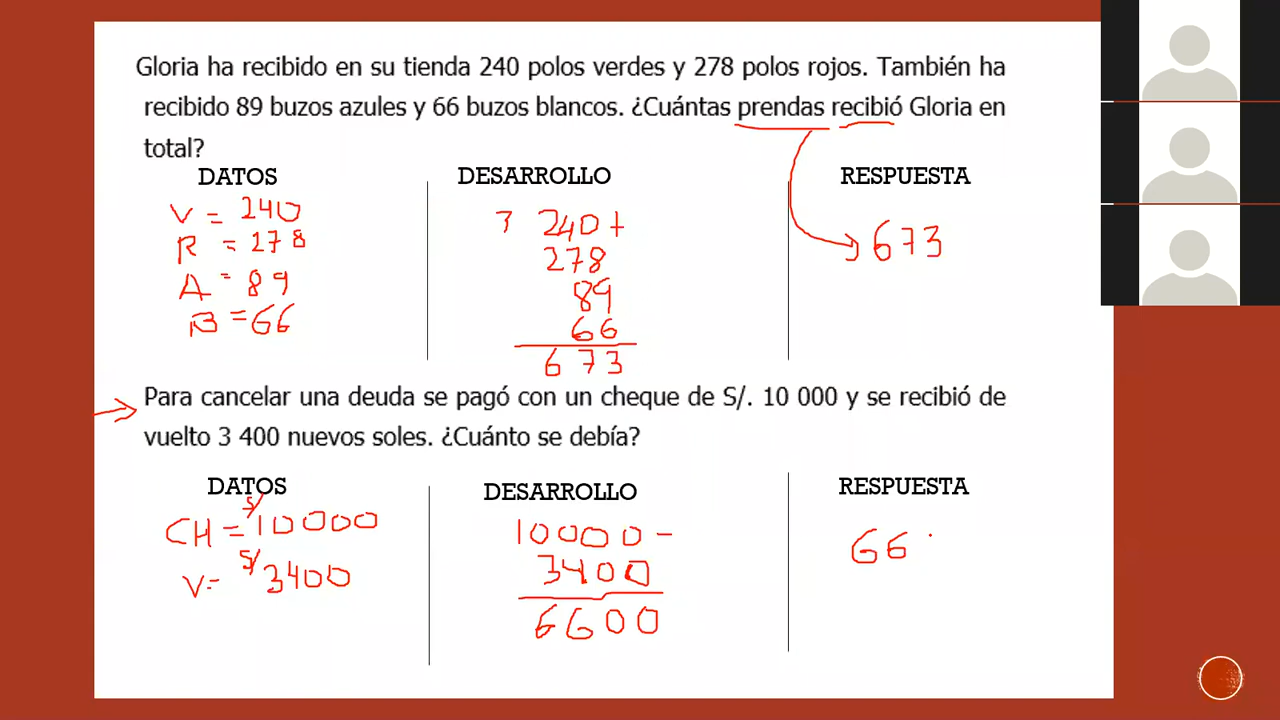 Gloria ha recibido en su tienda 240 polos verdes y 278 polos rojos. También ha
recibido 89 buzos azules y 66 buzos blancos. ¿Cuántas prendas recibió Gloria en
total?
DATOS
V = 240
R = 278
A = 89
B = 66
DESARROLLO
240+
278
89
66
673
RESPUESTA
673
Para cancelar una deuda se pagó con un cheque de S/. 10 000 y se recibió de
vuelto 3 400 nuevos soles. ¿Cuánto se debía?
DATOS
CH = S/10000
V= S/3400
DESARROLLO
10000 -
3400
6600
RESPUESTA
66